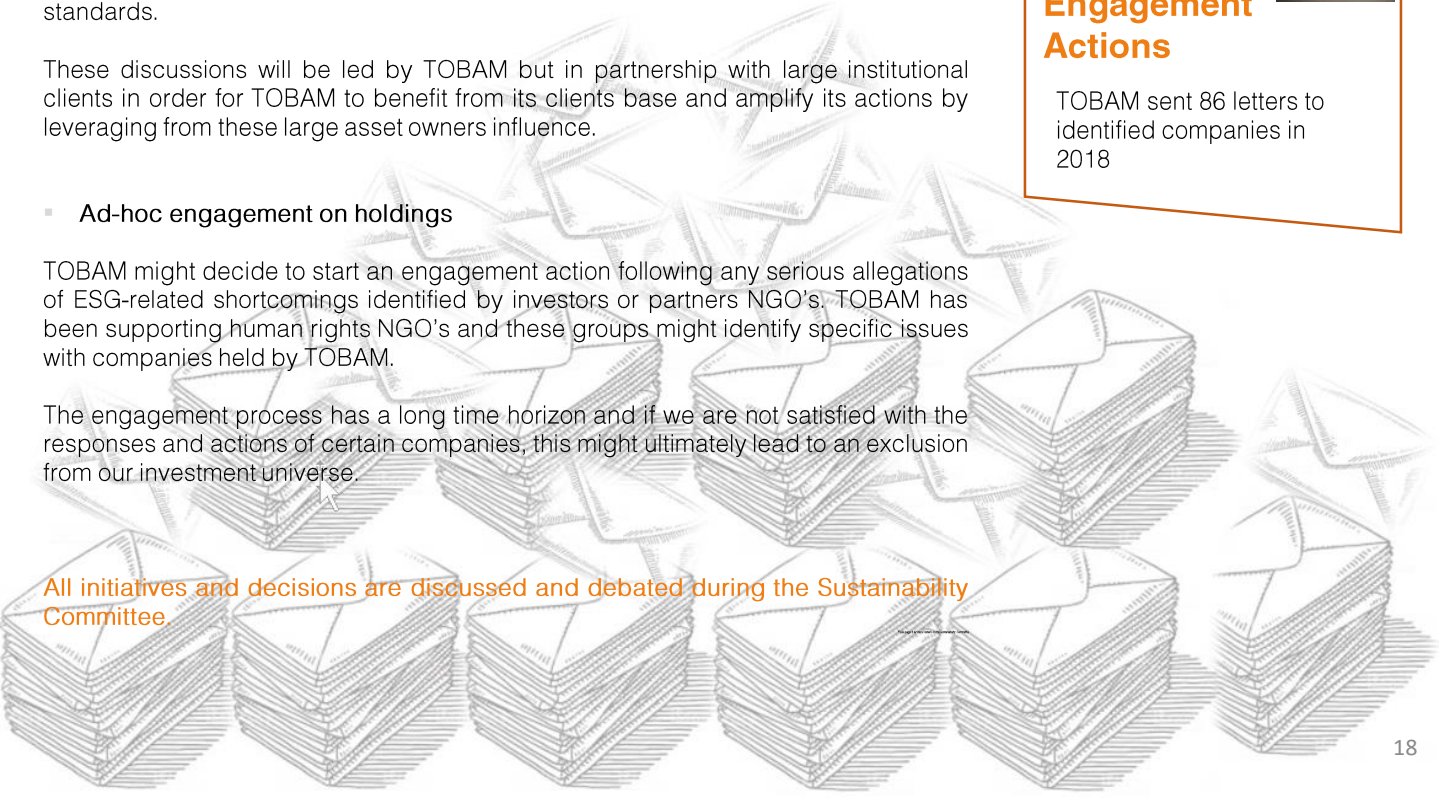 standards.
These discussions will be led by TOBAM but in partnership with large institutional
clients in order for TOBAM to benefit from its clients base and amplify its actions by
leveraging from these large asset owners influence.
▪ Ad-hoc engagement on holdings
TOBAM might decide to start an engagement action following any serious allegations
of ESG-related shortcomings identified by investors or partners NGO's. TOBAM has
been supporting human rights NGO's and these groups might identify specific issues
with companies held by TOBAM.
The engagement process has a long time horizon and if we are not satisfied with the
responses and actions of certain companies, this might ultimately lead to an exclusion
from our investment universe.
All initiatives and decisions are discussed and debated during the Sustainability
Committee.
Engagement
Actions
TOBAM sent 86 letters to
identified companies in
2018
18